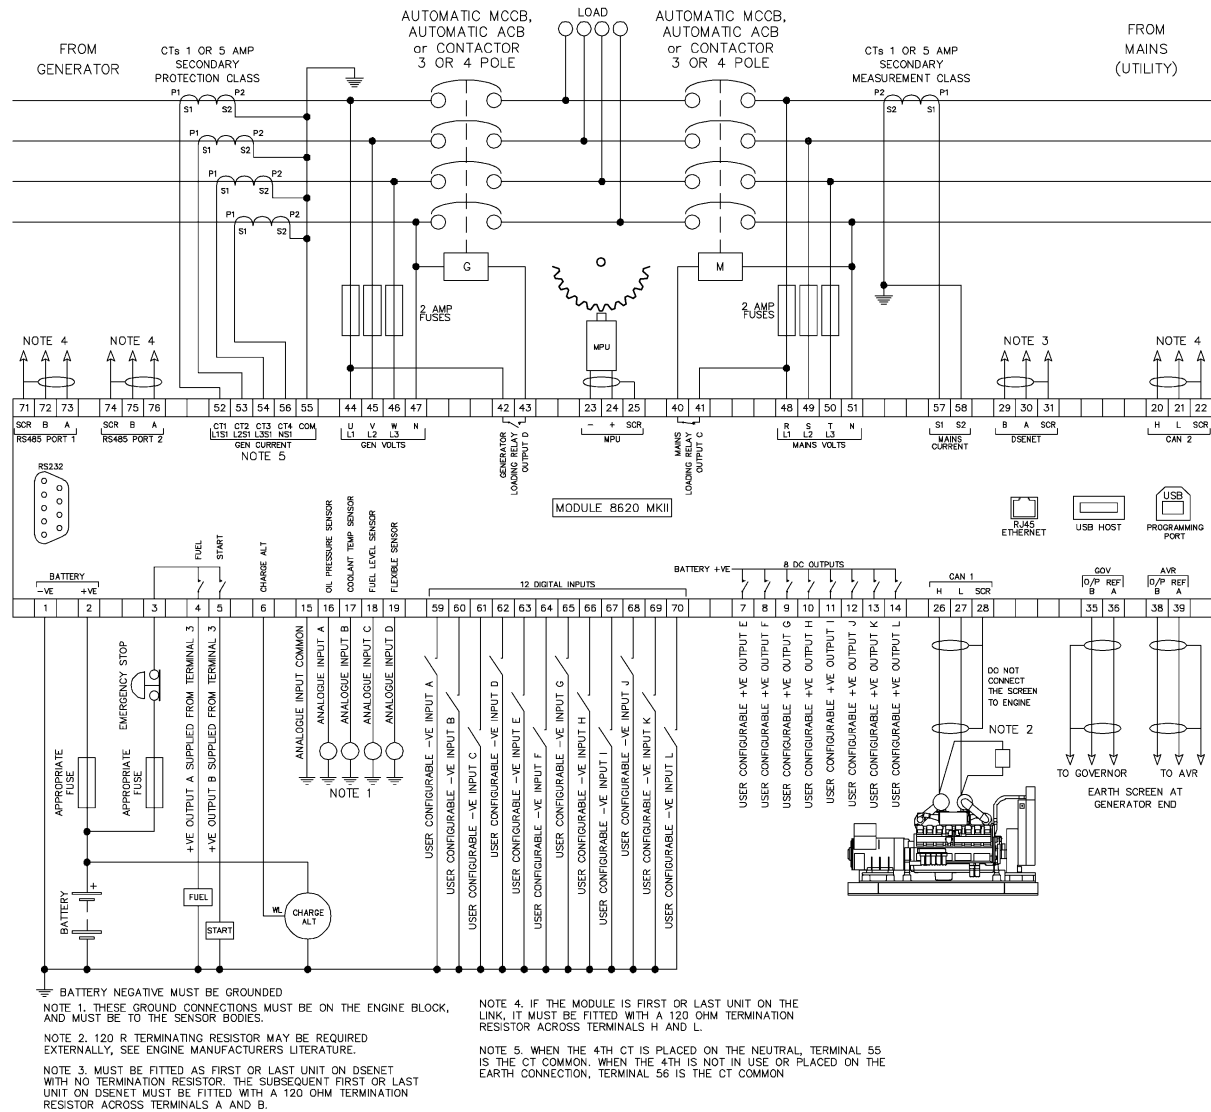 FROM
GENERATOR
CTs 1 OR 5 AMP
SECONDARY
PROTECTION CLASS
AUTOMATIC MCCB,
AUTOMATIC ACB
or CONTACTOR
3 OR 4 POLE
LOAD
AUTOMATIC MCCB,
AUTOMATIC ACB
or CONTACTOR
3 OR 4 POLE
CTs 1 OR 5 AMP
SECONDARY
MEASUREMENT CLASS
FROM
MAINS
(UTILITY)
P1 P2
S1 S2
P1 P2
S1 S2
P1 P2
S1 S2
P1 P2
S1 S2
P2 P1
S2 S1
G
M
2 AMP
FUSES
2 AMP
FUSES
MPU
NOTE 4
NOTE 4
NOTE 3
NOTE 4
71 72 73 74 75 76 52 53 54 56 55 44 45 46 47 42 43 23 24 25 40 41 48 49 50 51 57 58 29 30 31 20 21 22
SCR B A
RS485 PORT 1
SCR B A
RS485 PORT 2
CT1 CT2 CT3 CT4 COM
L1S1 L2S1 L3S1 NS1
GEN CURRENT
NOTE 5
U V W N
L1 L2 L3
GEN VOLTS
GENERATOR
LOADING RELAY
OUTPUT D
- + SCR
MPU
MAINS
LOADING RELAY
OUTPUT C
R S T N
L1 L2 L3
MAINS VOLTS
S1 S2
MAINS
CURRENT
B A SCR
DSENET
H L SCR
CAN 2
RS232
MODULE 8620 MKII
RJ45
ETHERNET
USB HOST
USB
PROGRAMMING
PORT
BATTERY
-VE +VE
FUEL
START
CHARGE ALT
OIL PRESSURE SENSOR
COOLANT TEMP SENSOR
FUEL LEVEL SENSOR
FLEXIBLE SENSOR
12 DIGITAL INPUTS
BATTERY +VE
8 DC OUTPUTS
CAN 1
H L SCR
GOV
O/P REF
B A
AVR
O/P REF
B A
1 2 3 4 5 6 15 16 17 18 19 59 60 61 62 63 64 65 66 67 68 69 70 7 8 9 10 11 12 13 14 26 27 28 35 36 38 39
APPROPRIATE
FUSE
EMERGENCY STOP
APPROPRIATE
FUSE
+VE OUTPUT A SUPPLIED FROM TERMINAL 3
+VE OUTPUT B SUPPLIED FROM TERMINAL 3
ANALOGUE INPUT COMMON
ANALOGUE INPUT A
ANALOGUE INPUT B
ANALOGUE INPUT C
ANALOGUE INPUT D
NOTE 1
USER CONFIGURABLE -VE INPUT A
USER CONFIGURABLE -VE INPUT B
USER CONFIGURABLE -VE INPUT C
USER CONFIGURABLE -VE INPUT D
USER CONFIGURABLE -VE INPUT E
USER CONFIGURABLE -VE INPUT F
USER CONFIGURABLE -VE INPUT G
USER CONFIGURABLE -VE INPUT H
USER CONFIGURABLE -VE INPUT I
USER CONFIGURABLE -VE INPUT J
USER CONFIGURABLE -VE INPUT K
USER CONFIGURABLE -VE INPUT L
USER CONFIGURABLE +VE OUTPUT E
USER CONFIGURABLE +VE OUTPUT F
USER CONFIGURABLE +VE OUTPUT G
USER CONFIGURABLE +VE OUTPUT H
USER CONFIGURABLE +VE OUTPUT I
USER CONFIGURABLE +VE OUTPUT J
USER CONFIGURABLE +VE OUTPUT K
USER CONFIGURABLE +VE OUTPUT L
DO NOT
CONNECT
THE SCREEN
TO ENGINE
NOTE 2
TO GOVERNOR
TO AVR
EARTH SCREEN AT
GENERATOR END
BATTERY
+
FUEL
START
WL
CHARGE
ALT
BATTERY NEGATIVE MUST BE GROUNDED
NOTE 1. THESE GROUND CONNECTIONS MUST BE ON THE ENGINE BLOCK,
AND MUST BE TO THE SENSOR BODIES.
NOTE 2. 120 R TERMINATING RESISTOR MAY BE REQUIRED
EXTERNALLY, SEE ENGINE MANUFACTURERS LITERATURE.
NOTE 3. MUST BE FITTED AS FIRST OR LAST UNIT ON DSENET
WITH NO TERMINATION RESISTOR. THE SUBSEQUENT FIRST OR LAST
UNIT ON DSENET MUST BE FITTED WITH A 120 OHM TERMINATION
RESISTOR ACROSS TERMINALS A AND B.
NOTE 4. IF THE MODULE IS FIRST OR LAST UNIT ON THE
LINK, IT MUST BE FITTED WITH A 120 OHM TERMINATION
RESISTOR ACROSS TERMINALS H AND L.
NOTE 5. WHEN THE 4TH CT IS PLACED ON THE NEUTRAL, TERMINAL 55
IS THE CT COMMON. WHEN THE 4TH IS NOT IN USE OR PLACED ON THE
EARTH CONNECTION, TERMINAL 56 IS THE CT COMMON